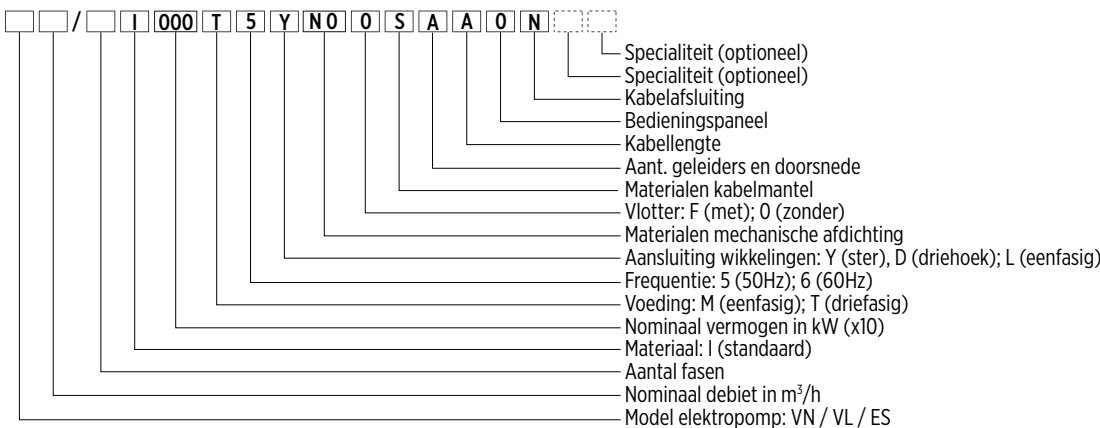 / I 000 T 5 Y N0 0 S A A 0 N
Specialiteit (optioneel)
Specialiteit (optioneel)
Kabelafsluiting
Bedieningspaneel
Kabellengte
Aant. geleiders en doorsnede
Materialen kabelmantel
Vlotter: F (met); 0 (zonder)
Materialen mechanische afdichting
Aansluiting wikkelingen: Y (ster), D (driehoek); L (eenfasig)
Frequentie: 5 (50Hz); 6 (60Hz)
Voeding: M (eenfasig); T (driefasig)
Nominaal vermogen in kW (x10)
Materiaal: I (standaard)
Aantal fasen
Nominaal debiet in m³/h
Model elektropomp: VN / VL / ES